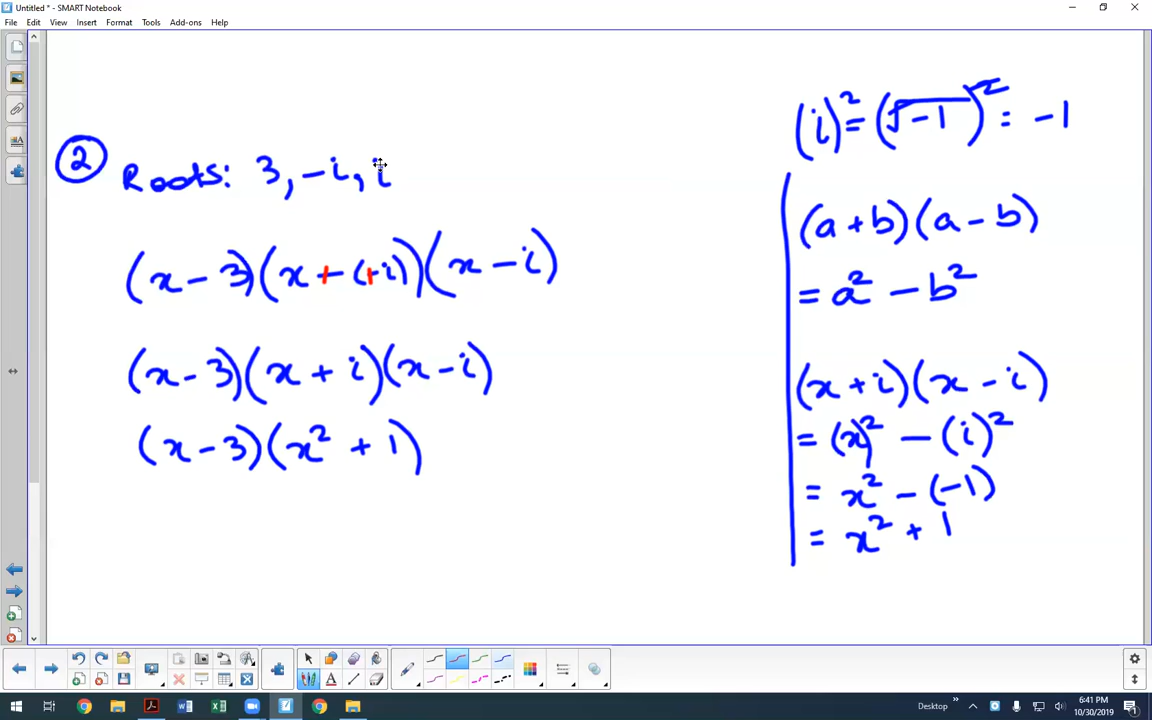 Untitled * - SMART Notebook
File Edit View Insert Format Tools Add-ons Help
② Roots: 3, -i, i
(x - 3)(x + - (+ i))(x - i)
(x - 3)(x + i)(x - i)
(x - 3)(x² + 1)
(i)² = (√-1)² = -1
(a + b)(a - b)
= a² - b²
(x + i)(x - i)
= (x)² - (i)²
= x² - (-1)
= x² + 1
Desktop
6:41 PM
10/30/2019